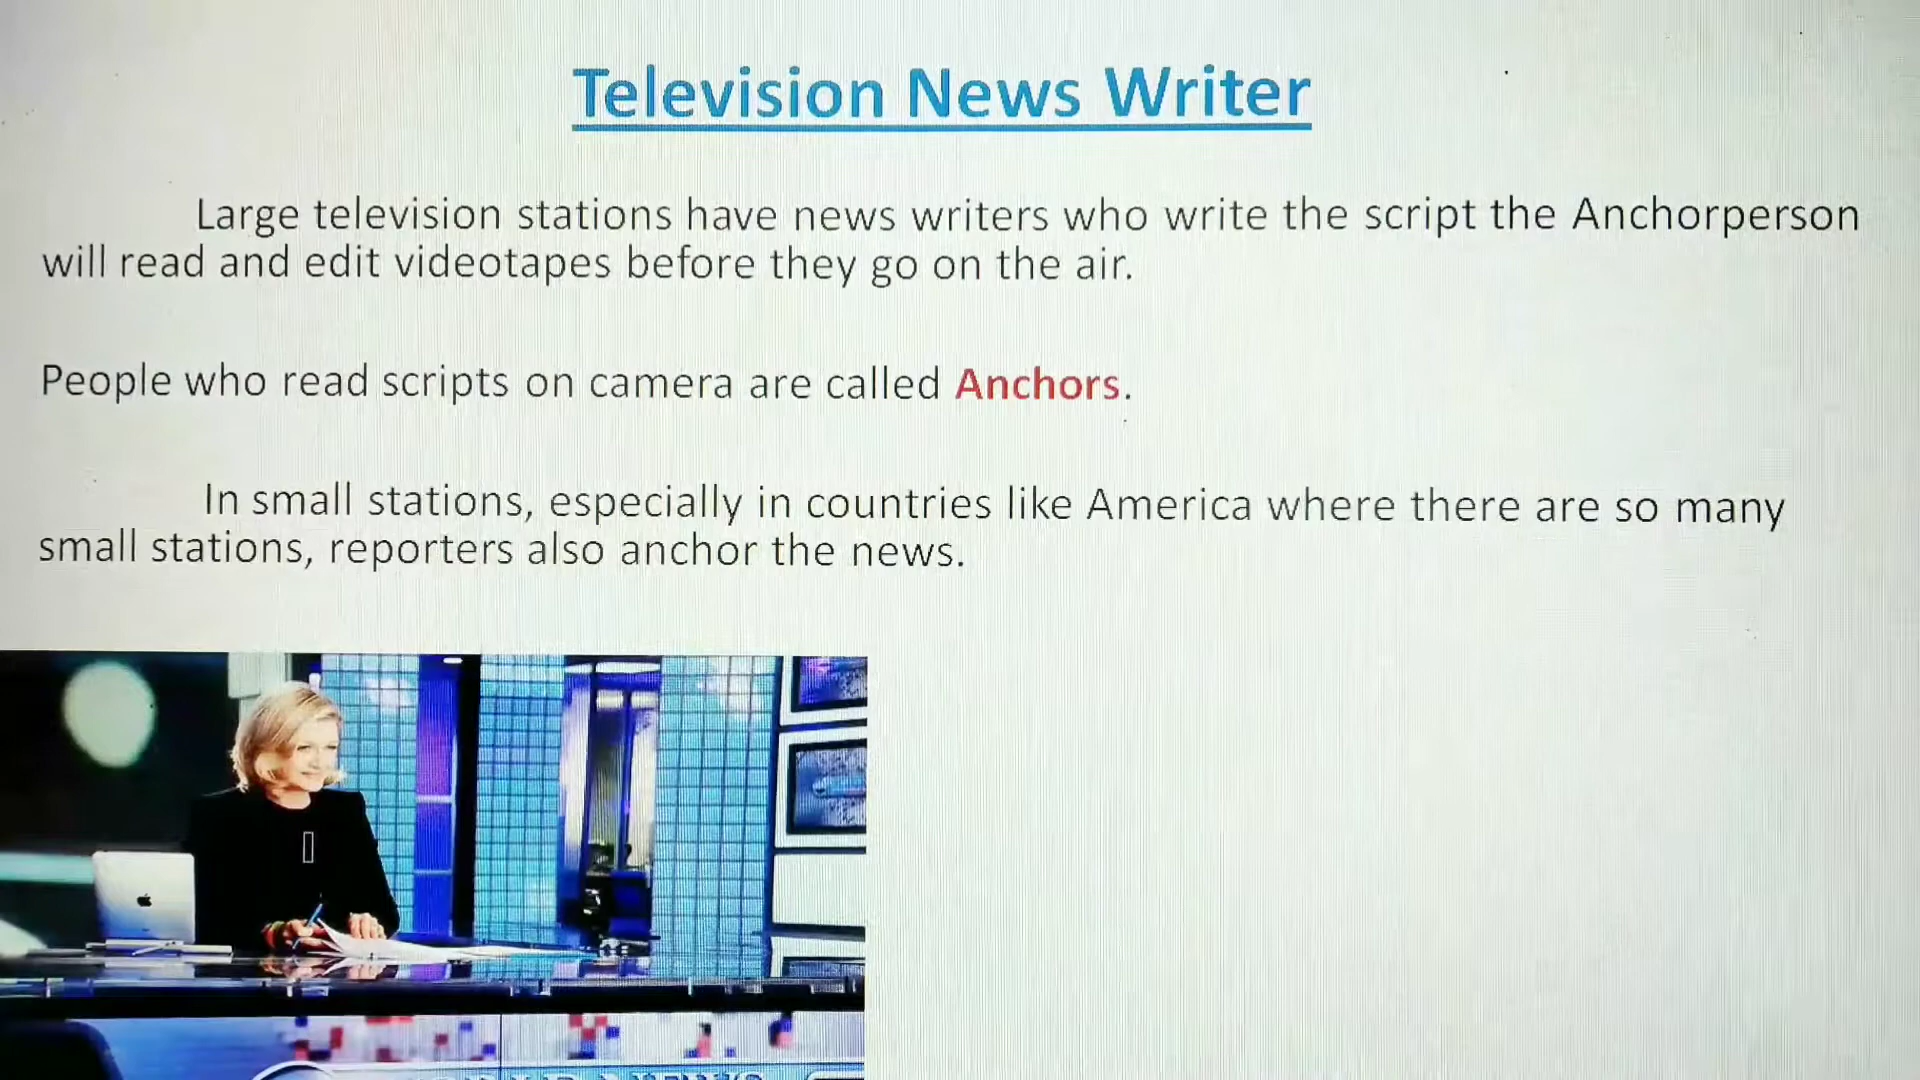 Television News Writer
Large television stations have news writers who write the script the Anchorperson
will read and edit videotapes before they go on the air.
People who read scripts on camera are called Anchors.
In small stations, especially in countries like America where there are so many
small stations, reporters also anchor the news.